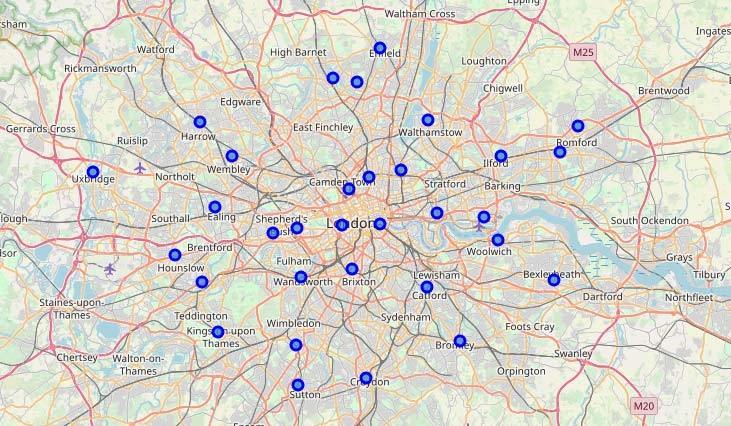 Epping
Waltham Cross
Ingates
Watford
High Barnet
Enfield
M25
Loughton
Rickmansworth
Chigwell
Brentwood
Edgware
Gerrards Cross
Harrow
East Finchley
Walthamstow
Ruislip
Romford
Wembley
Ilford
Uxbridge
Northolt
Camden Town
Stratford
Barking
Southall
Ealing
Shepherd's
Bush
London
South Ockendon
Brentford
Woolwich
Grays
Hounslow
Fulham
Lewisham
Bexleyheath
Tilbury
Wandsworth
Brixton
Catford
Dartford
Northfleet
Staines-upon-
Thames
Teddington
Sydenham
Foots Cray
Kingston upon
Thames
Wimbledon
Bromley
Swanley
Chertsey
Walton-on-
Thames
Orpington
Croydon
Sutton
M20